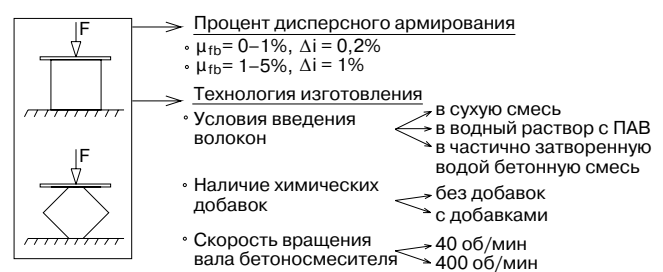 F
F
Процент дисперсного армирования
◦ μfb= 0–1%, Δi = 0,2%
◦ μfb= 1–5%, Δi = 1%
Технология изготовления
◦ Условия введения
волокон
в сухую смесь
в водный раствор с ПАВ
в частично затворенную
водой бетонную смесь
◦ Наличие химических
добавок
без добавок
с добавками
◦ Скорость вращения
вала бетоносмесителя
40 об/мин
400 об/мин